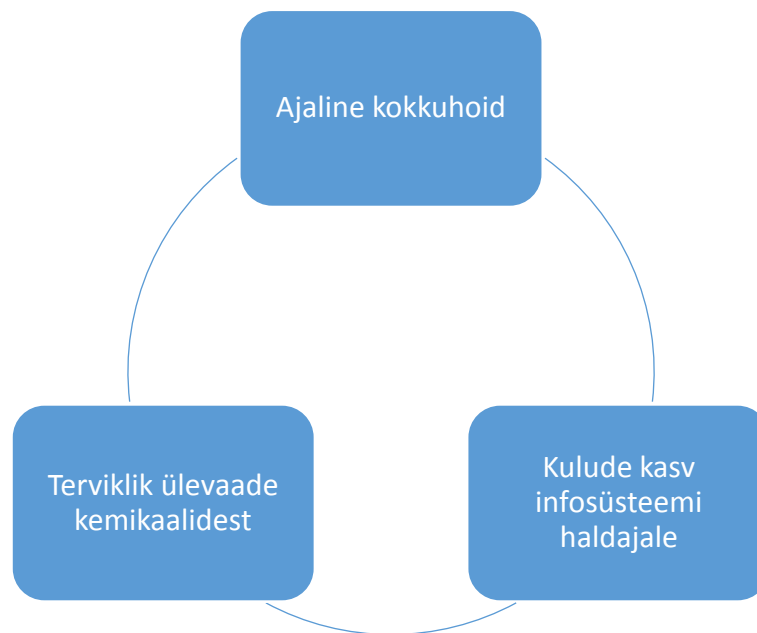 Ajaline kokkuhoid
Terviklik ülevaade
kemikaalidest
Kulude kasv
infosüsteemi
haldajale